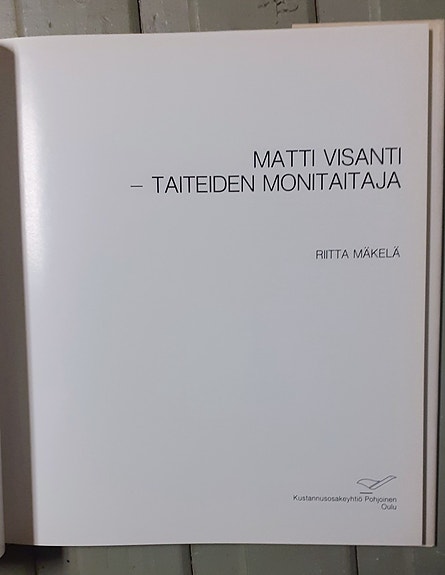 MATTI VISANTI
– TAITEIDEN MONITAITAJA
RIITTA MÄKELÄ
Kustannusosakeyhtiö Pohjoinen
Oulu